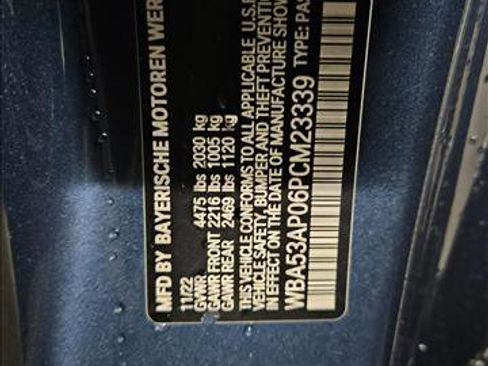 MFD BY BAYERISCHE MOTOREN WER
11/22
GVWR 4475 lbs 2030 kg
GAWR FRONT 2216 lbs 1005 kg
GAWR REAR 2469 lbs 1120 kg
THIS VEHICLE CONFORMS TO ALL APPLICABLE U.S.F
VEHICLE SAFETY, BUMPER AND THEFT PREVENTION
IN EFFECT ON THE DATE OF MANUFACTURE SHOW
WBA53AP06PCM23339 TYPE: PAS